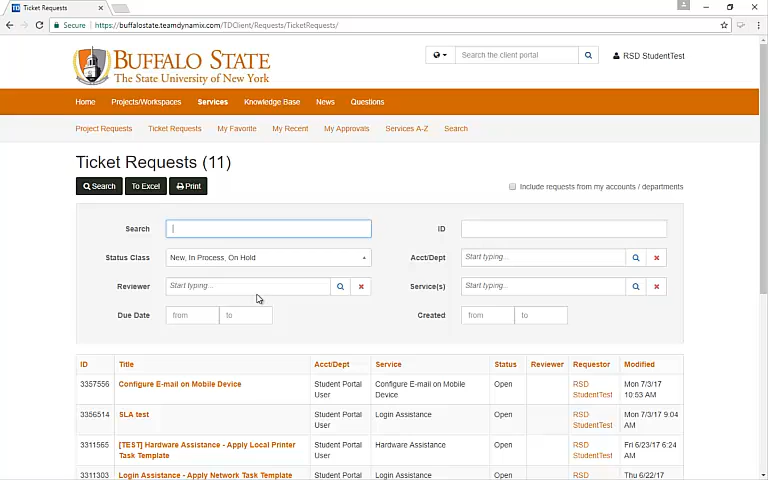 Ticket Requests
Secure
https://buffalostate.teamdynamix.com/TDClient/Requests/TicketRequests/
BUFFALO STATE
The State University of New York
Search the client portal
RSD StudentTest
Home Projects/Workspaces Services Knowledge Base News Questions
Project Requests Ticket Requests My Favorite My Recent My Approvals Services A-Z Search
Ticket Requests (11)
Search To Excel Print
Include requests from my accounts / departments
Search ID
Status Class New, In Process, On Hold Acct/Dept Start typing...
Reviewer Start typing... Service(s) Start typing...
Due Date from to Created from to
ID Title Acct/Dept Service Status Reviewer Requestor Modified
3357556 Configure E-mail on Mobile Device Student Portal Configure E-mail on Mobile Open RSD Mon 7/3/17
User Device StudentTest 10:53 AM
3356514 SLA test Student Portal Login Assistance Open RSD Mon 7/3/17 9:04
User StudentTest AM
3311565 [TEST] Hardware Assistance - Apply Local Printer Student Portal Hardware Assistance Open RSD Fri 6/23/17 6:24
Task Template User StudentTest AM
3311303 Login Assistance - Apply Network Task Template Student Portal Login Assistance Open RSD Thu 6/22/17